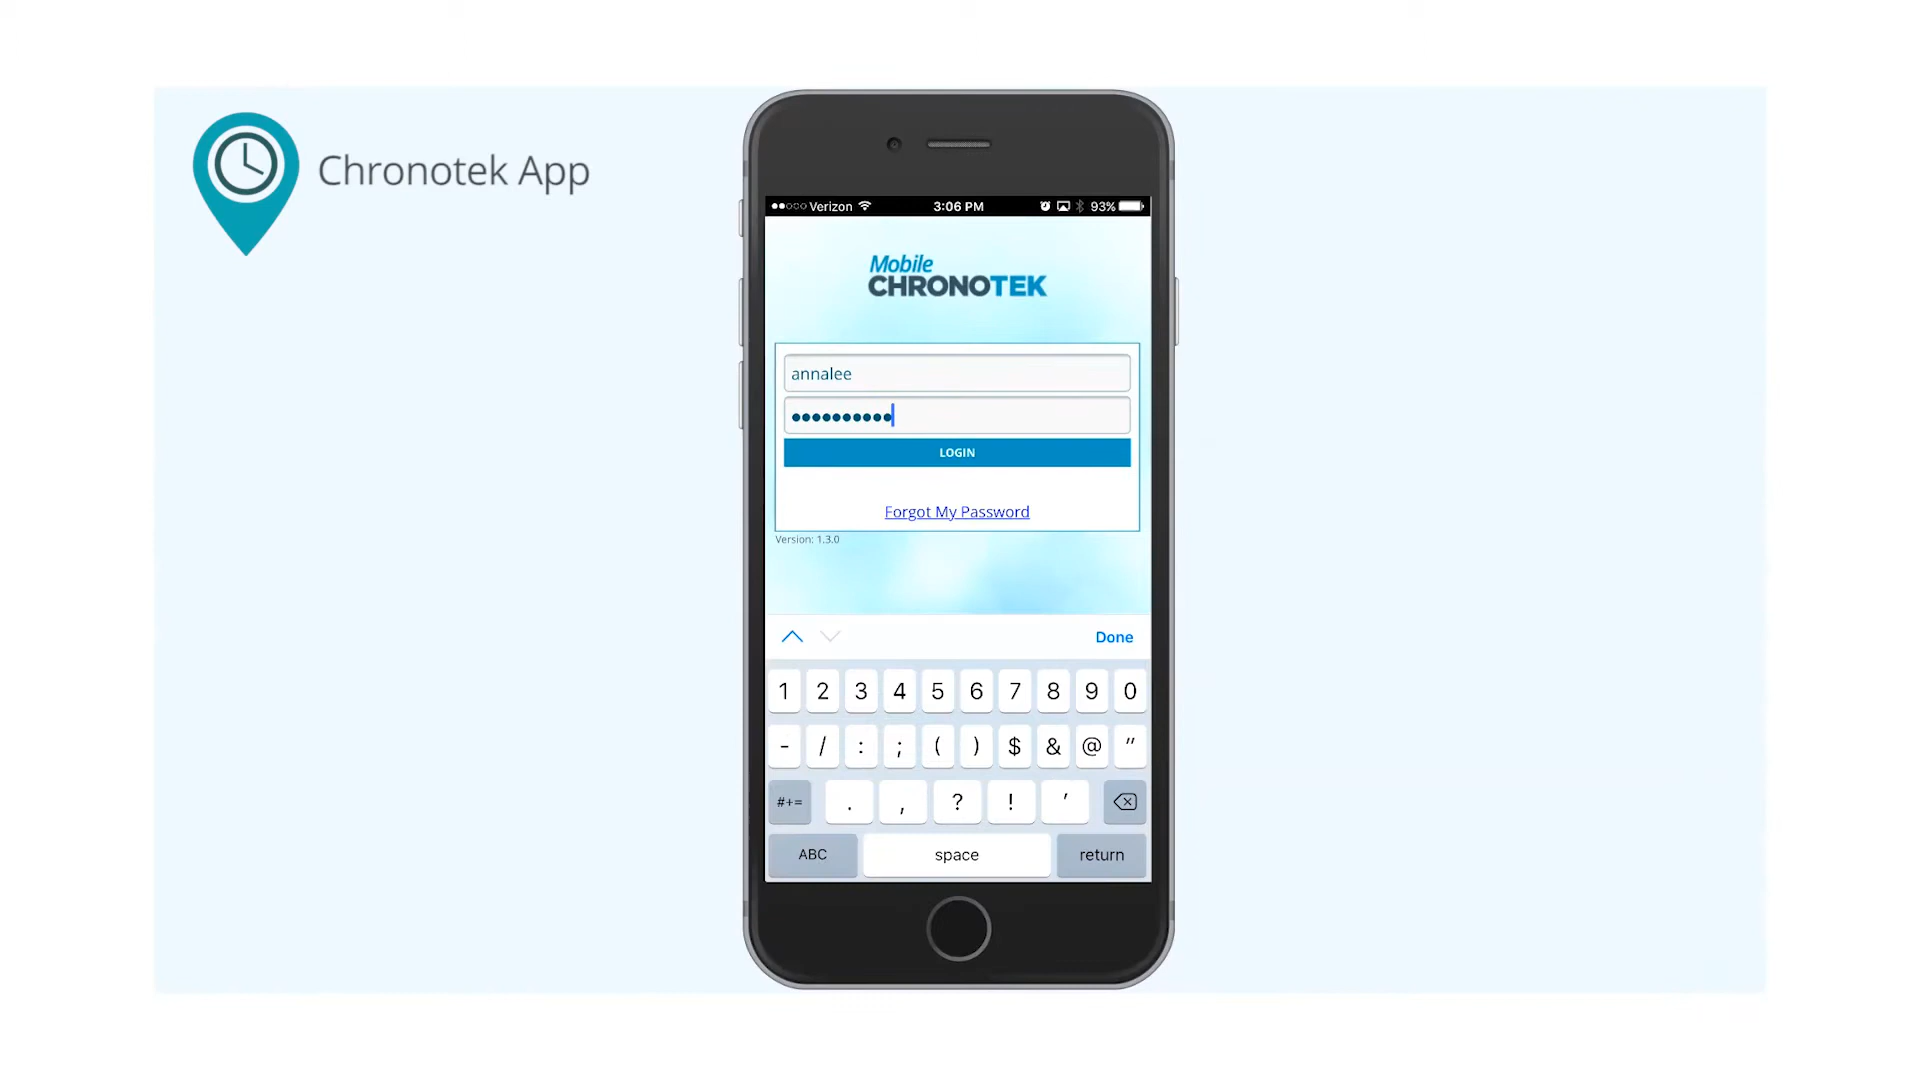 Chronotek App
Verizon 3:06 PM 93%
Mobile
CHRONOTEK
annalee
••••••••••
LOGIN
Forgot My Password
Version: 1.3.0
Done
1 2 3 4 5 6 7 8 9 0
- / : ; ( ) $ & @ "
#+= . , ? ! '
ABC space return